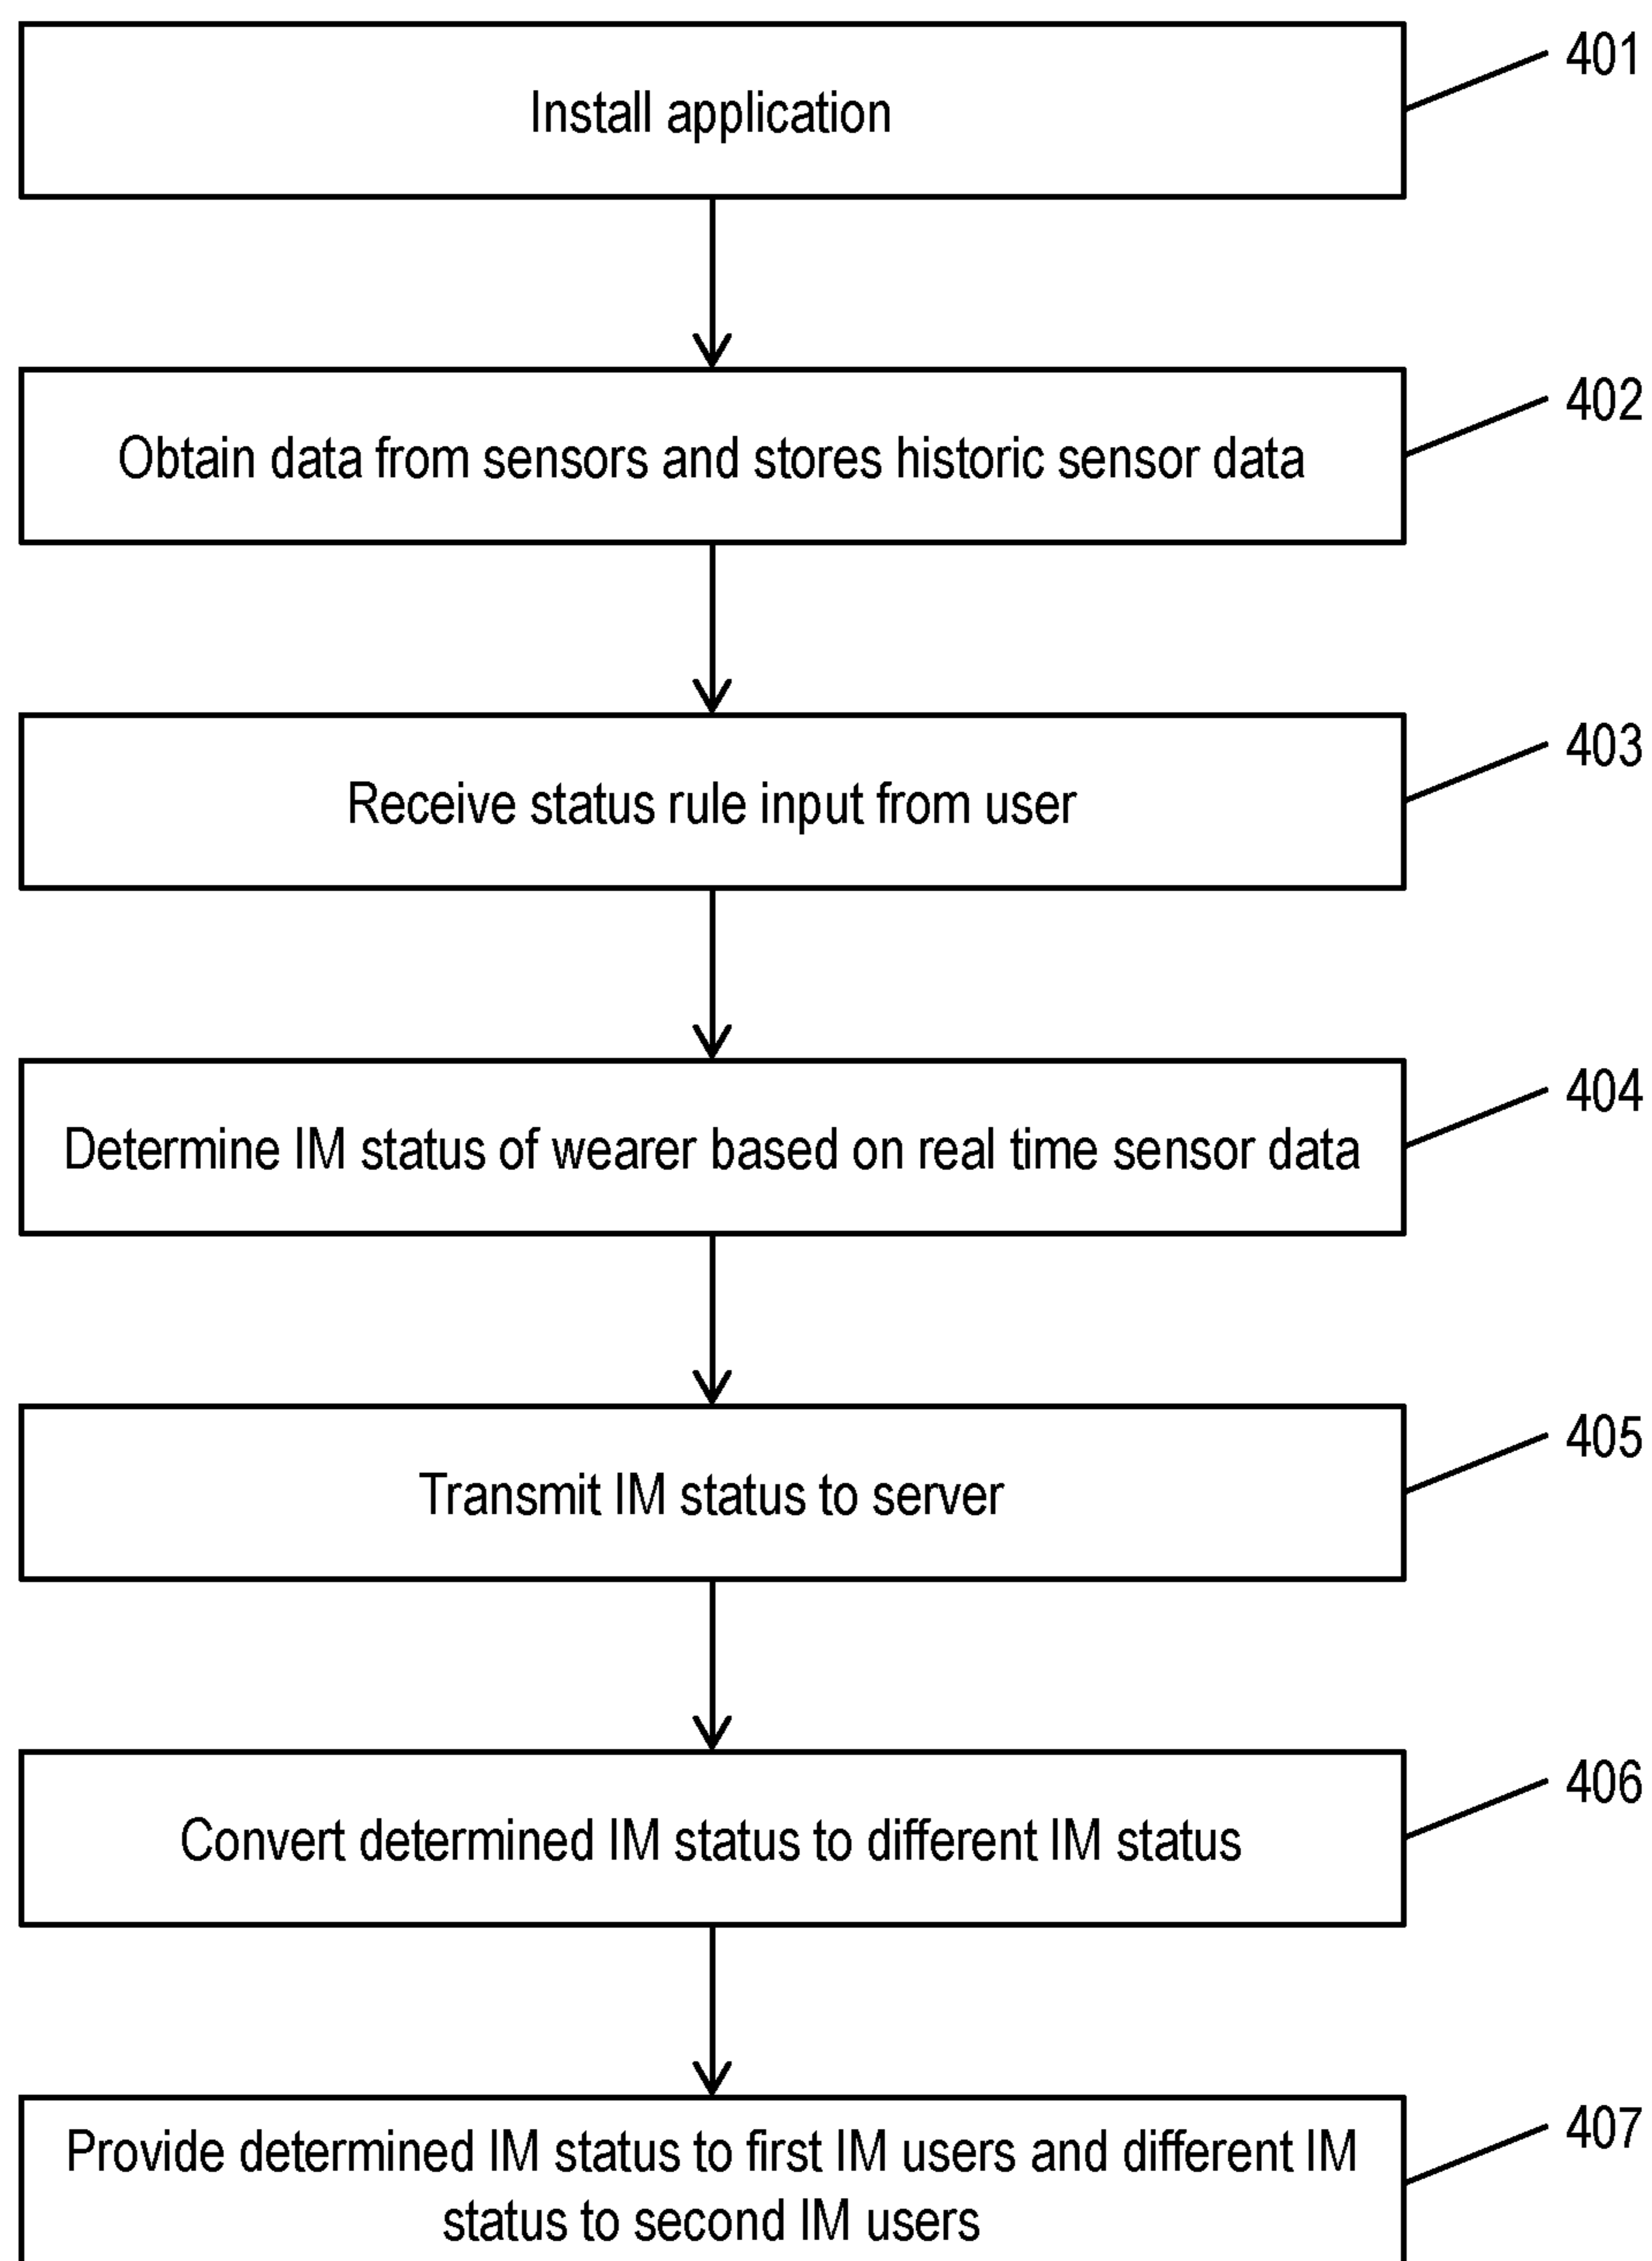 Install application
401
Obtain data from sensors and stores historic sensor data
402
Receive status rule input from user
403
Determine IM status of wearer based on real time sensor data
404
Transmit IM status to server
405
Convert determined IM status to different IM status
406
Provide determined IM status to first IM users and different IM
status to second IM users
407